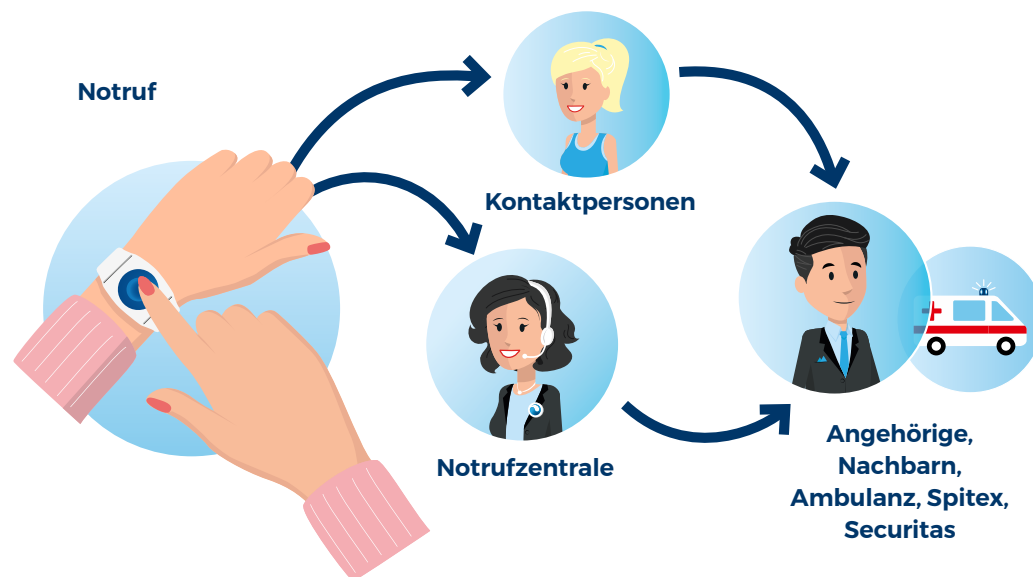 Notruf
Kontaktpersonen
Notrufzentrale
Angehörige,
Nachbarn,
Ambulanz, Spitex,
Securitas